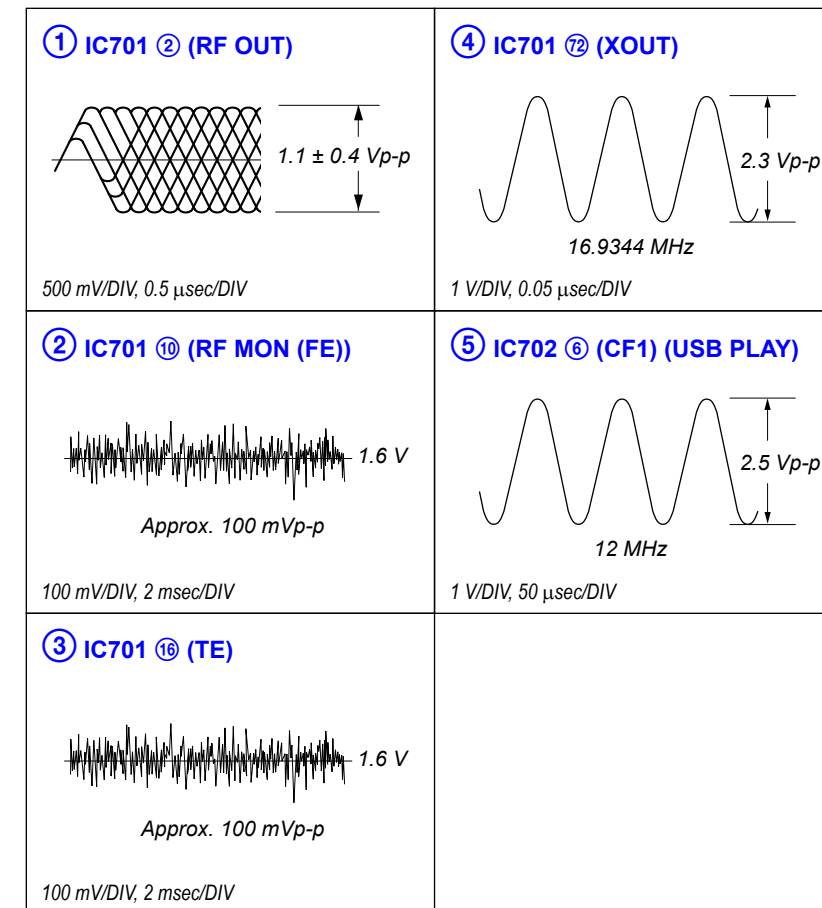 ① IC701 ② (RF OUT)
1.1 ± 0.4 Vp-p
500 mV/DIV, 0.5 µsec/DIV
② IC701 ⑩ (RF MON (FE))
1.6 V
Approx. 100 mVp-p
100 mV/DIV, 2 msec/DIV
③ IC701 ⑯ (TE)
1.6 V
Approx. 100 mVp-p
100 mV/DIV, 2 msec/DIV
④ IC701 72 (XOUT)
2.3 Vp-p
16.9344 MHz
1 V/DIV, 0.05 µsec/DIV
⑤ IC702 ⑥ (CF1) (USB PLAY)
2.5 Vp-p
12 MHz
1 V/DIV, 50 µsec/DIV